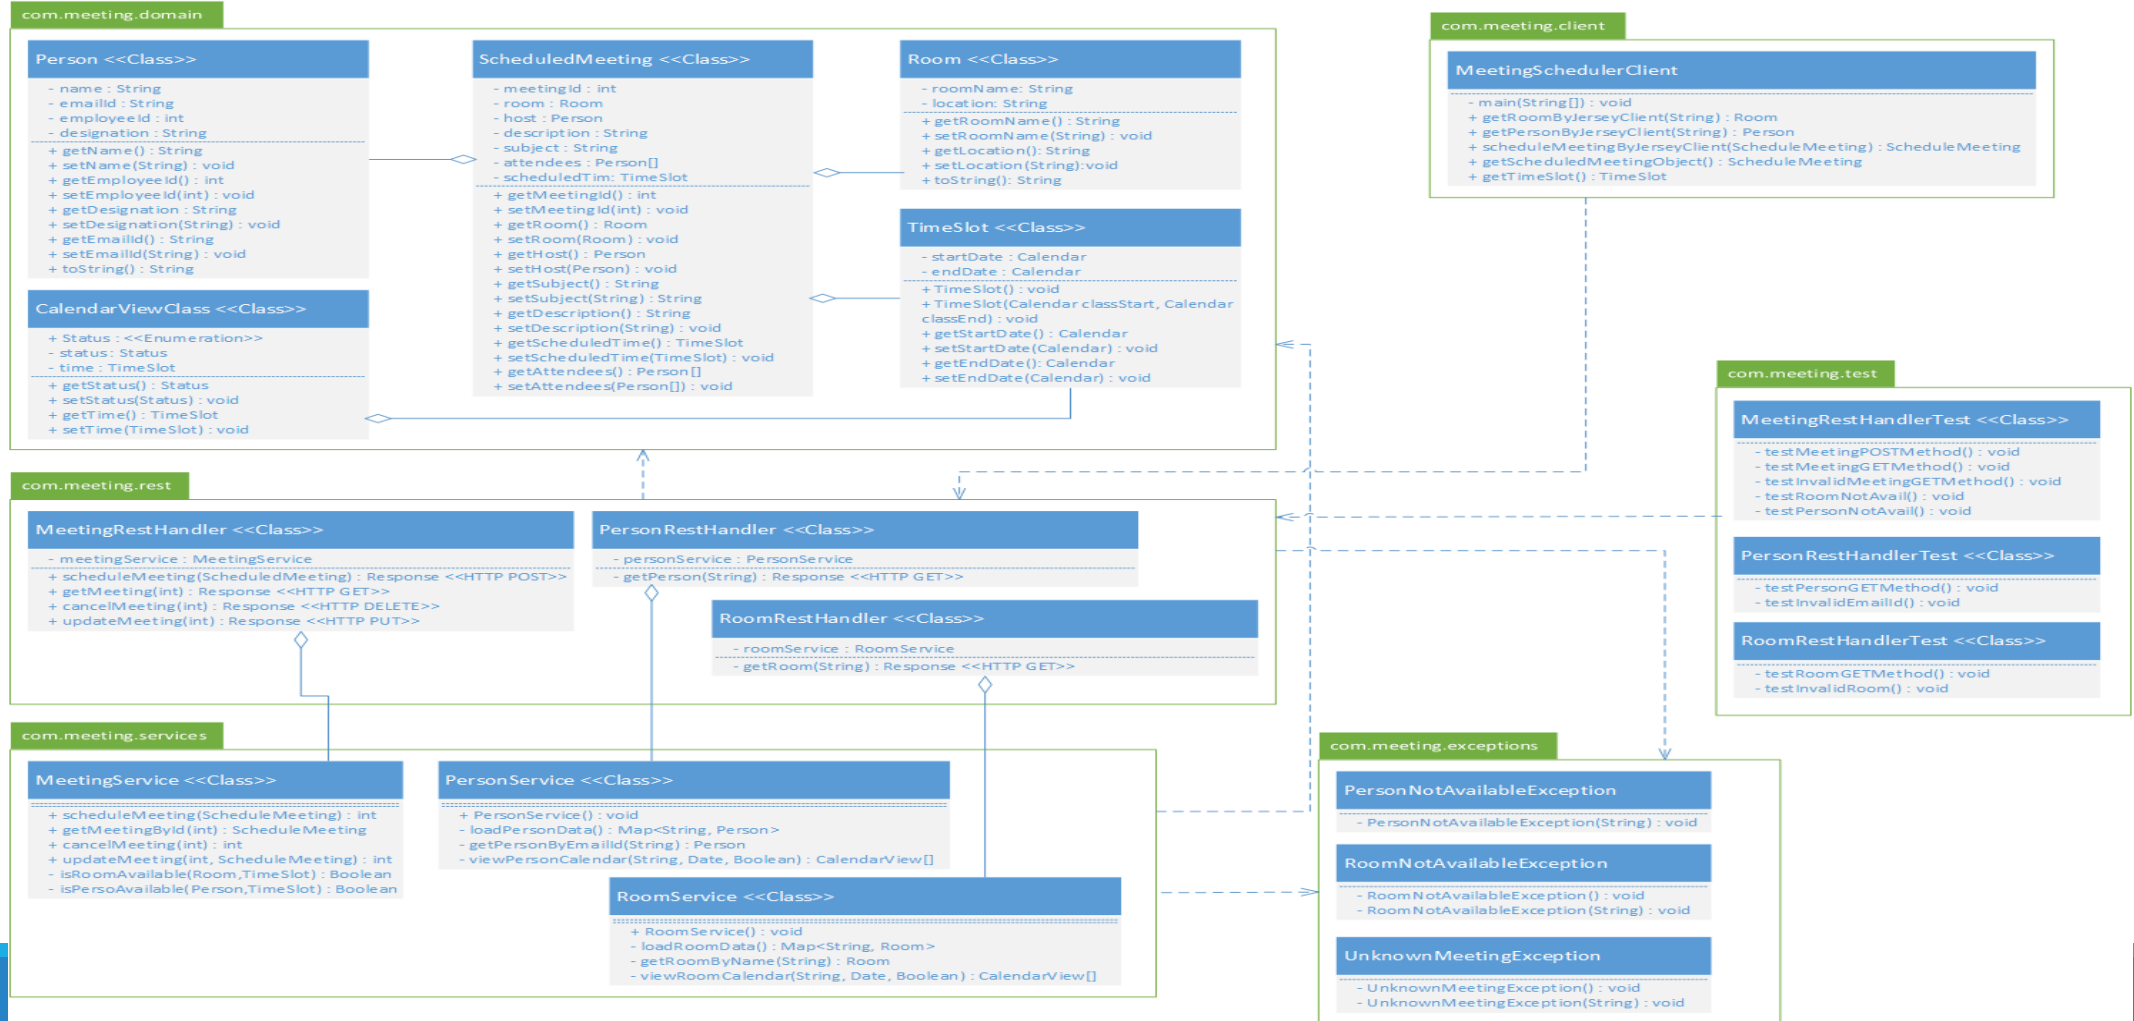 com.meeting.domain
Person <<Class>>
- name : String
- emailId : String
- employeeId : int
- designation : String
+ getName() : String
+ setName(String) : void
+ getEmployeeId() : int
+ setEmployeeId(int) : void
+ getDesignation : String
+ setDesignation(String) : void
+ getEmailId() : String
+ setEmailId(String) : void
+ toString() : String
CalendarViewClass <<Class>>
+ Status : <<Enumeration>>
- status : Status
- time : TimeSlot
+ getStatus() : Status
+ setStatus(Status) : void
+ getTime() : TimeSlot
+ setTime(TimeSlot) : void
ScheduledMeeting <<Class>>
- meetingId : int
- room : Room
- host : Person
- description : String
- subject : String
- attendees : Person[]
- scheduledTim: TimeSlot
+ getMeetingId() : int
+ setMeetingId(int) : void
+ getRoom() : Room
+ setRoom(Room) : void
+ getHost() : Person
+ setHost(Person) : void
+ getSubject() : String
+ setSubject(String) : String
+ getDescription() : String
+ setDescription(String) : void
+ getScheduledTime() : TimeSlot
+ setScheduledTime(TimeSlot) : void
+ getAttendees() : Person[]
+ setAttendees(Person[]) : void
Room <<Class>>
- roomName: String
- location: String
+ getRoomName() : String
+ setRoomName(String) : void
+ getLocation(): String
+ setLocation(String):void
+ toString(): String
TimeSlot <<Class>>
- startDate : Calendar
- endDate : Calendar
+ TimeSlot() : void
+ TimeSlot(Calendar classStart, Calendar
classEnd) : void
+ getStartDate() : Calendar
+ setStartDate(Calendar) : void
+ getEndDate(): Calendar
+ setEndDate(Calendar) : void
com.meeting.client
MeetingSchedulerClient
- main(String[]) : void
+ getRoomByJerseyClient(String) : Room
+ getPersonByJerseyClient(String) : Person
+ scheduleMeetingByJerseyClient(ScheduleMeeting) : ScheduleMeeting
+ getScheduledMeetingObject() : ScheduleMeeting
+ getTimeSlot() : TimeSlot
com.meeting.test
MeetingRestHandlerTest <<Class>>
- testMeetingPOSTMethod() : void
- testMeetingGETMethod() : void
- testInvalidMeetingGETMethod() : void
- testRoomNotAvail() : void
- testPersonNotAvail() : void
PersonRestHandlerTest <<Class>>
- testPersonGETMethod() : void
- testInvalidEmailId() : void
RoomRestHandlerTest <<Class>>
- testRoomGETMethod() : void
- testInvalidRoom() : void
com.meeting.rest
MeetingRestHandler <<Class>>
- meetingService : MeetingService
+ scheduleMeeting(ScheduledMeeting) : Response <<HTTP POST>>
+ getMeeting(int) : Response <<HTTP GET>>
+ cancelMeeting(int) : Response <<HTTP DELETE>>
+ updateMeeting(int) : Response <<HTTP PUT>>
PersonRestHandler <<Class>>
- personService : PersonService
- getPerson(String) : Response <<HTTP GET>>
RoomRestHandler <<Class>>
- roomService : RoomService
- getRoom(String) : Response <<HTTP GET>>
com.meeting.services
MeetingService <<Class>>
+ scheduleMeeting(ScheduleMeeting) : int
+ getMeetingById(int) : ScheduleMeeting
+ cancelMeeting(int) : int
+ updateMeeting(int, ScheduleMeeting) : int
- isRoomAvailable(Room,TimeSlot) : Boolean
- isPersoAvailable(Person,TimeSlot) : Boolean
PersonService <<Class>>
+ PersonService() : void
- loadPersonData() : Map<String, Person>
- getPersonByEmailId(String) : Person
- viewPersonCalendar(String, Date, Boolean) : CalendarView[]
RoomService <<Class>>
+ RoomService() : void
- loadRoomData() : Map<String, Room>
- getRoomByName(String) : Room
- viewRoomCalendar(String, Date, Boolean) : CalendarView[]
com.meeting.exceptions
PersonNotAvailableException
- PersonNotAvailableException(String) : void
RoomNotAvailableException
- RoomNotAvailableException() : void
- RoomNotAvailableException(String) : void
UnknownMeetingException
- UnknownMeetingException() : void
- UnknownMeetingException(String) : void